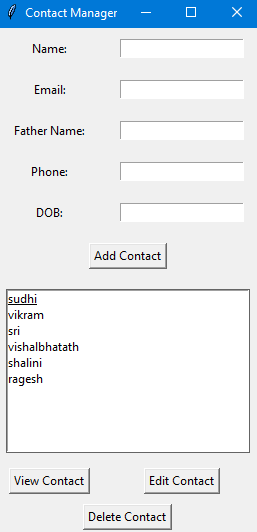 Contact Manager
Name:
Email:
Father Name:
Phone:
DOB:
Add Contact
sudhi
vikram
sri
vishalbhatath
shalini
ragesh
View Contact Edit Contact
Delete Contact